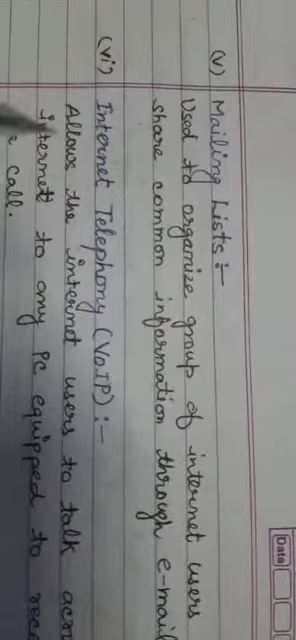 Date
(v) Mailing Lists :-
Used to organize group of internet users
share common information through e-mail
(vi) Internet Telephony (VoIP) :-
Allows the internet users to talk
internet to any PC equipped to
call.